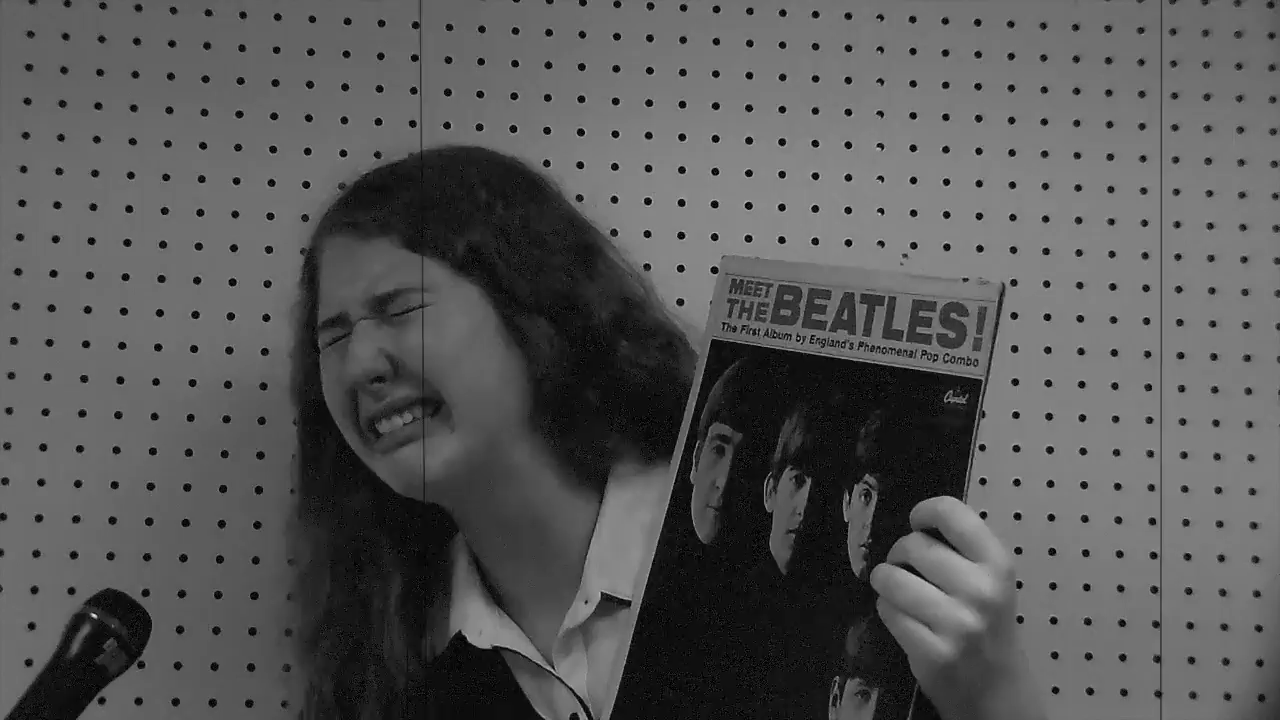 MEET
THE BEATLES!
The First Album by England's Phenomenal Pop Combo
Capitol